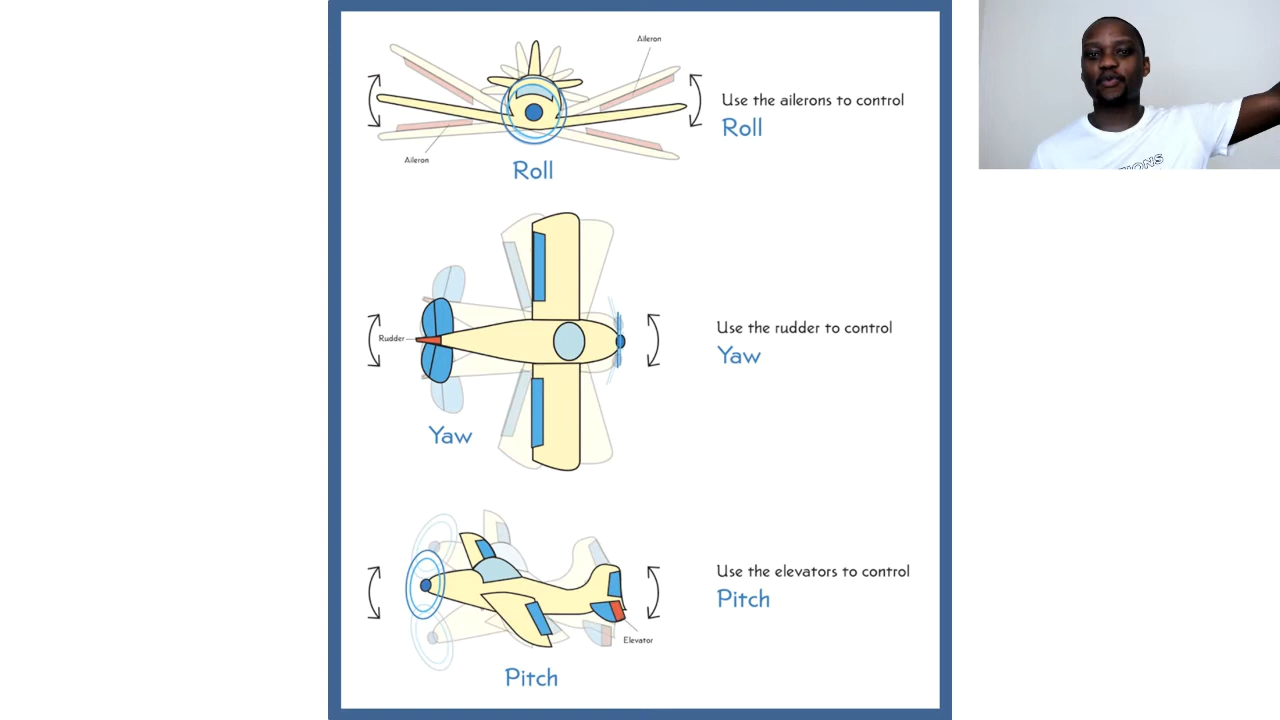 Aileron
Use the ailerons to control
Roll
Aileron
Roll
Use the rudder to control
Rudder
Yaw
Yaw
Use the elevators to control
Pitch
Elevator
Pitch